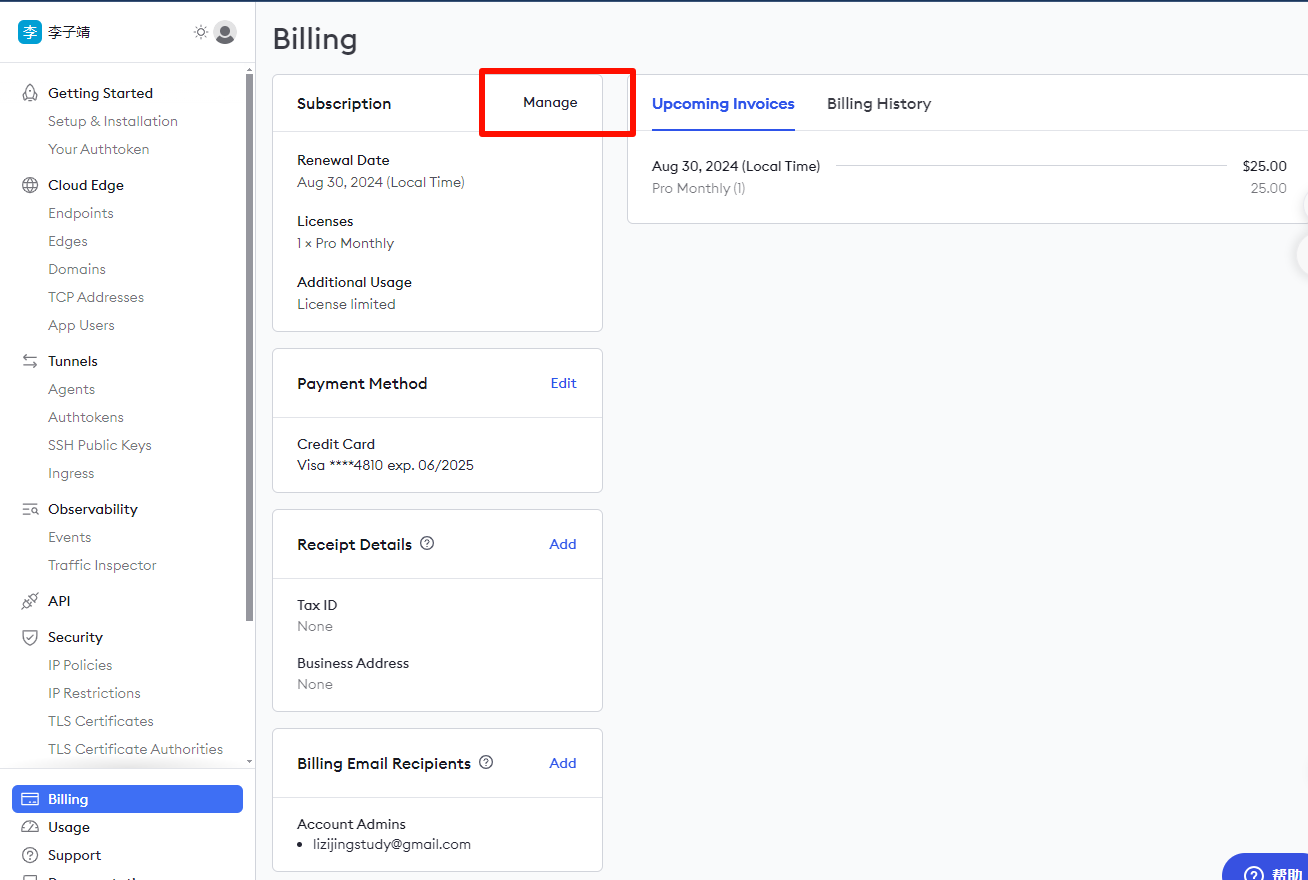 李 李子靖
Getting Started
Setup & Installation
Your Authtoken
Cloud Edge
Endpoints
Edges
Domains
TCP Addresses
App Users
Tunnels
Agents
Authtokens
SSH Public Keys
Ingress
Observability
Events
Traffic Inspector
API
Security
IP Policies
IP Restrictions
TLS Certificates
TLS Certificate Authorities
Billing
Usage
Support
Billing
Subscription
Manage
Renewal Date
Aug 30, 2024 (Local Time)
Licenses
1 × Pro Monthly
Additional Usage
License limited
Payment Method
Edit
Credit Card
Visa ****4810 exp. 06/2025
Receipt Details
Add
Tax ID
None
Business Address
None
Billing Email Recipients
Add
Account Admins
• lizijingstudy@gmail.com
Upcoming Invoices
Billing History
Aug 30, 2024 (Local Time)
$25.00
Pro Monthly (1)
25.00
帮助